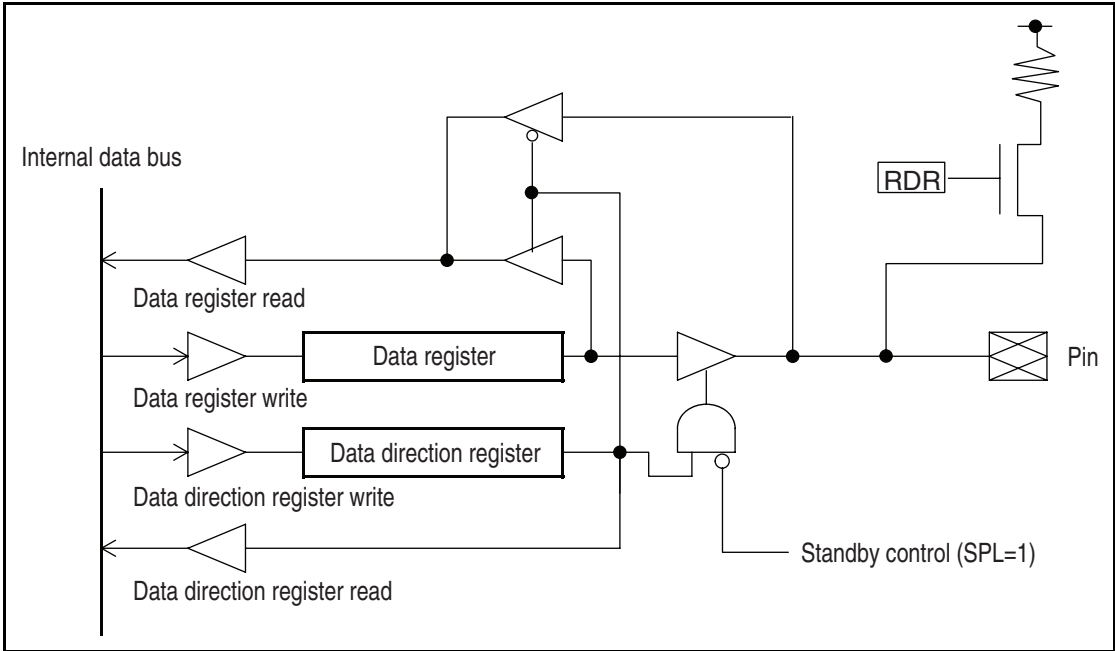 Internal data bus
RDR
Data register read
Data register
Pin
Data register write
Data direction register
Data direction register write
Standby control (SPL=1)
Data direction register read